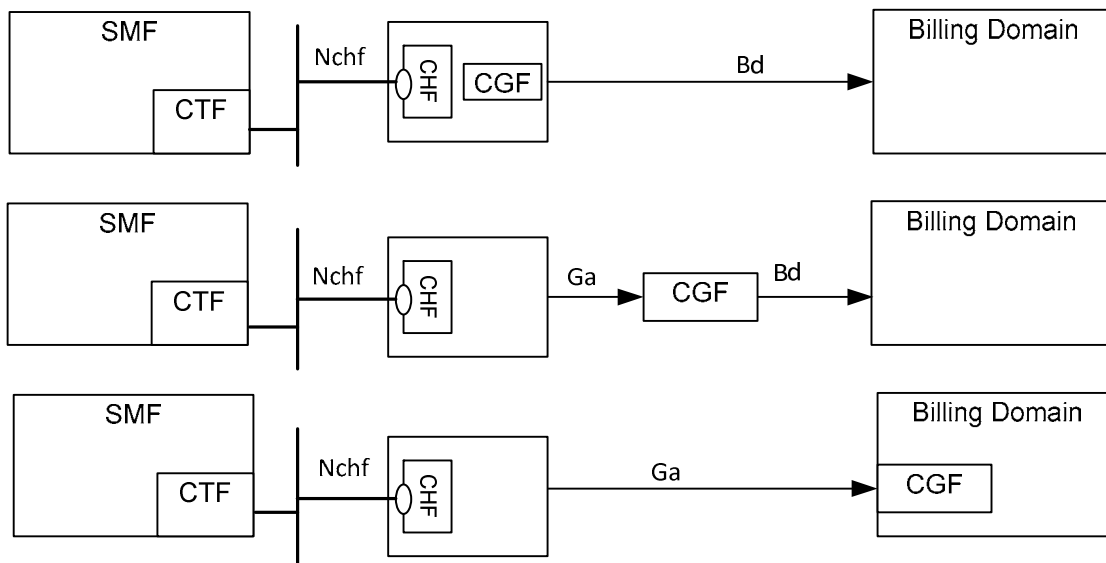 SMF
CTF
Nchf
CHF
CGF
Bd
Billing Domain
SMF
CTF
Nchf
CHF
Ga
CGF
Bd
Billing Domain
SMF
CTF
Nchf
CHF
Ga
Billing Domain
CGF